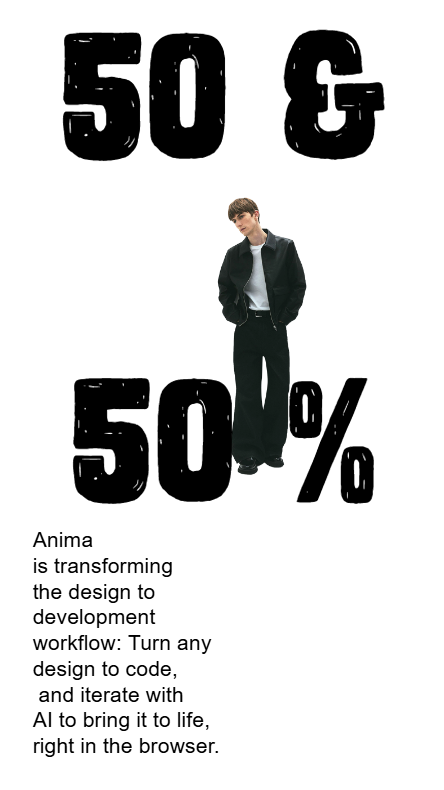 50 &
50 %
Anima
is transforming
the design to
development
workflow: Turn any
design to code,
and iterate with
AI to bring it to life,
right in the browser.